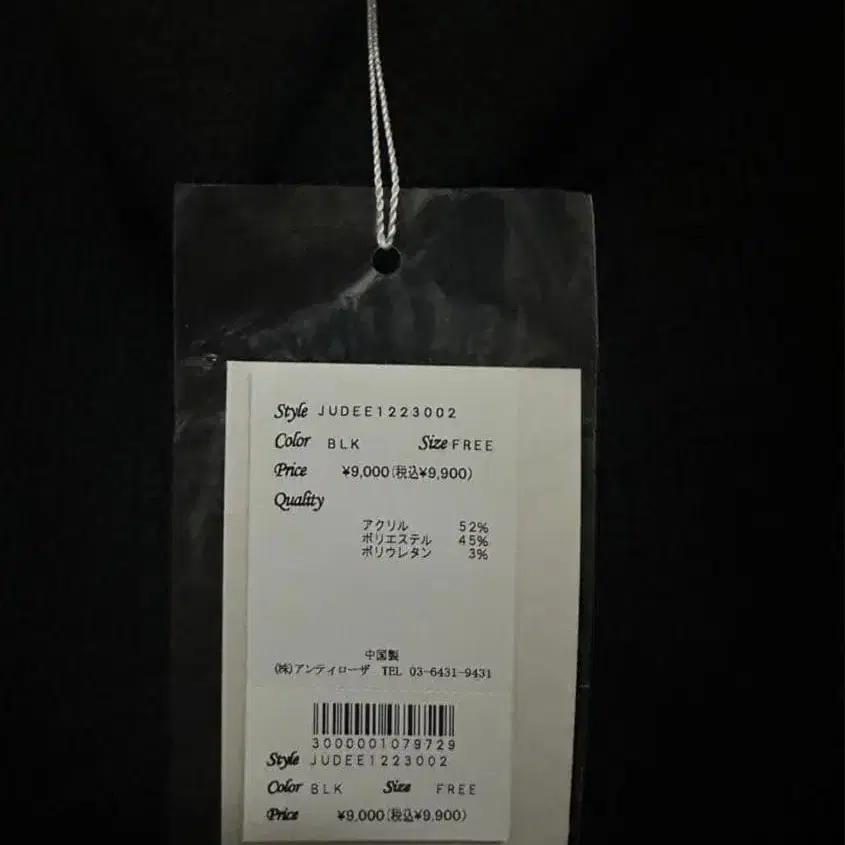 Style JUDEE1223002
Color BLK Size FREE
Price ¥9,000(税込¥9,900)
Quality
アクリル 52%
ポリエステル 45%
ポリウレタン 3%
中国製
(株)アンティローザ TEL 03-6431-9431
3000001079729
Style JUDEE1223002
Color BLK Size FREE
Price ¥9,000(税込¥9,900)